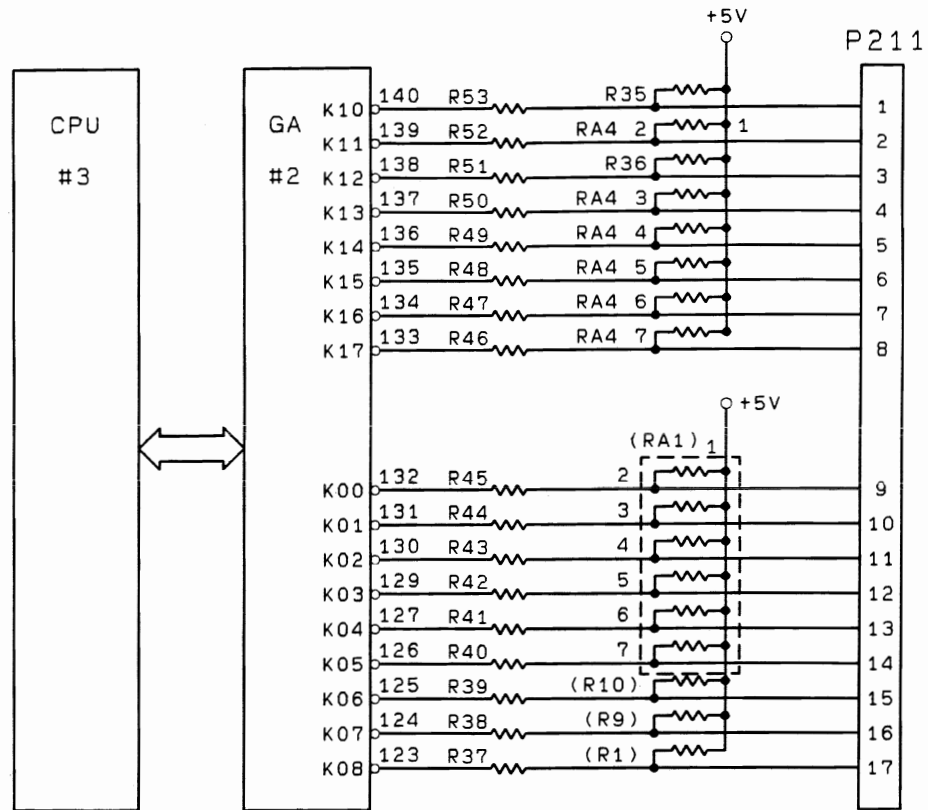 +5V
P211
CPU
#3
GA
#2
K10 140 R53 R35 1
K11 139 R52 RA4 2 1 2
K12 138 R51 R36 3
K13 137 R50 RA4 3 4
K14 136 R49 RA4 4 5
K15 135 R48 RA4 5 6
K16 134 R47 RA4 6 7
K17 133 R46 RA4 7 8
+5V
(RA1) 1
K00 132 R45 2 9
K01 131 R44 3 10
K02 130 R43 4 11
K03 129 R42 5 12
K04 127 R41 6 13
K05 126 R40 7 14
K06 125 R39 (R10) 15
K07 124 R38 (R9) 16
K08 123 R37 (R1) 17